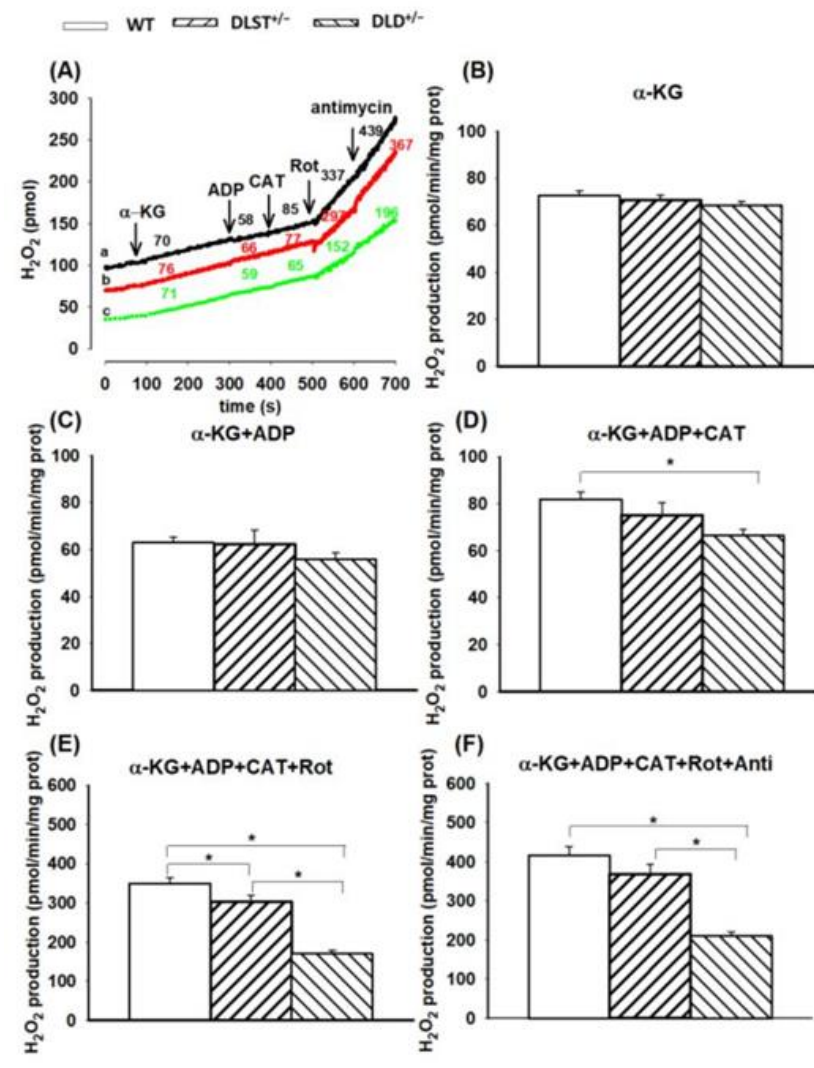 WT DLST+/− DLD+/−
(A)
H2O2 (pmol)
300
250
200
150
100
50
0
α−KG
ADP
CAT
Rot
antimycin
a
b
c
70
58
85
337
439
76
66
77
297
367
71
59
65
152
196
0 100 200 300 400 500 600 700
time (s)
(B)
α-KG
H2O2 production (pmol/min/mg prot)
100
80
60
40
20
0
(C)
α-KG+ADP
H2O2 production (pmol/min/mg prot)
100
80
60
40
20
0
(D)
α-KG+ADP+CAT
H2O2 production (pmol/min/mg prot)
100
80
60
40
20
0
*
(E)
α-KG+ADP+CAT+Rot
H2O2 production (pmol/min/mg prot)
600
500
400
300
200
100
0
*
*
*
(F)
α-KG+ADP+CAT+Rot+Anti
H2O2 production (pmol/min/mg prot)
600
500
400
300
200
100
0
*
*